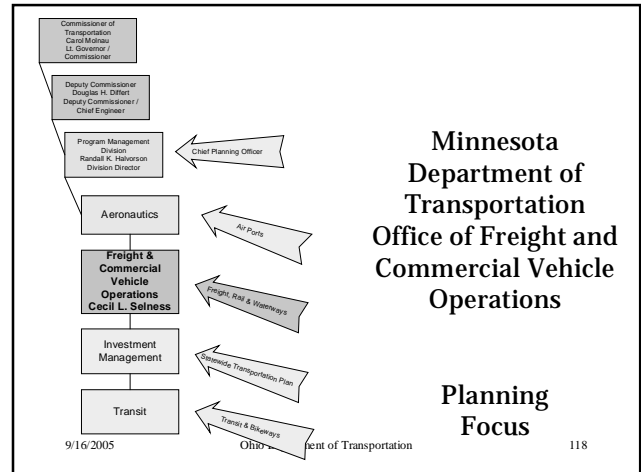 Commissioner of
Transportation
Carol Molnau
Lt. Governor /
Commissioner
Deputy Commissioner
Douglas H. Differt
Deputy Commissioner /
Chief Engineer
Program Management
Division
Randall K. Halvorson
Division Director
Chief Planning Officer
Aeronautics
Air Ports
Freight &
Commercial
Vehicle
Operations
Cecil L. Selness
Freight, Rail & Waterways
Investment
Management
Statewide Transportation Plan
Transit
Transit & Bikeways
Minnesota
Department of
Transportation
Office of Freight and
Commercial Vehicle
Operations
Planning
Focus
9/16/2005
Ohio ment of Transportation
118